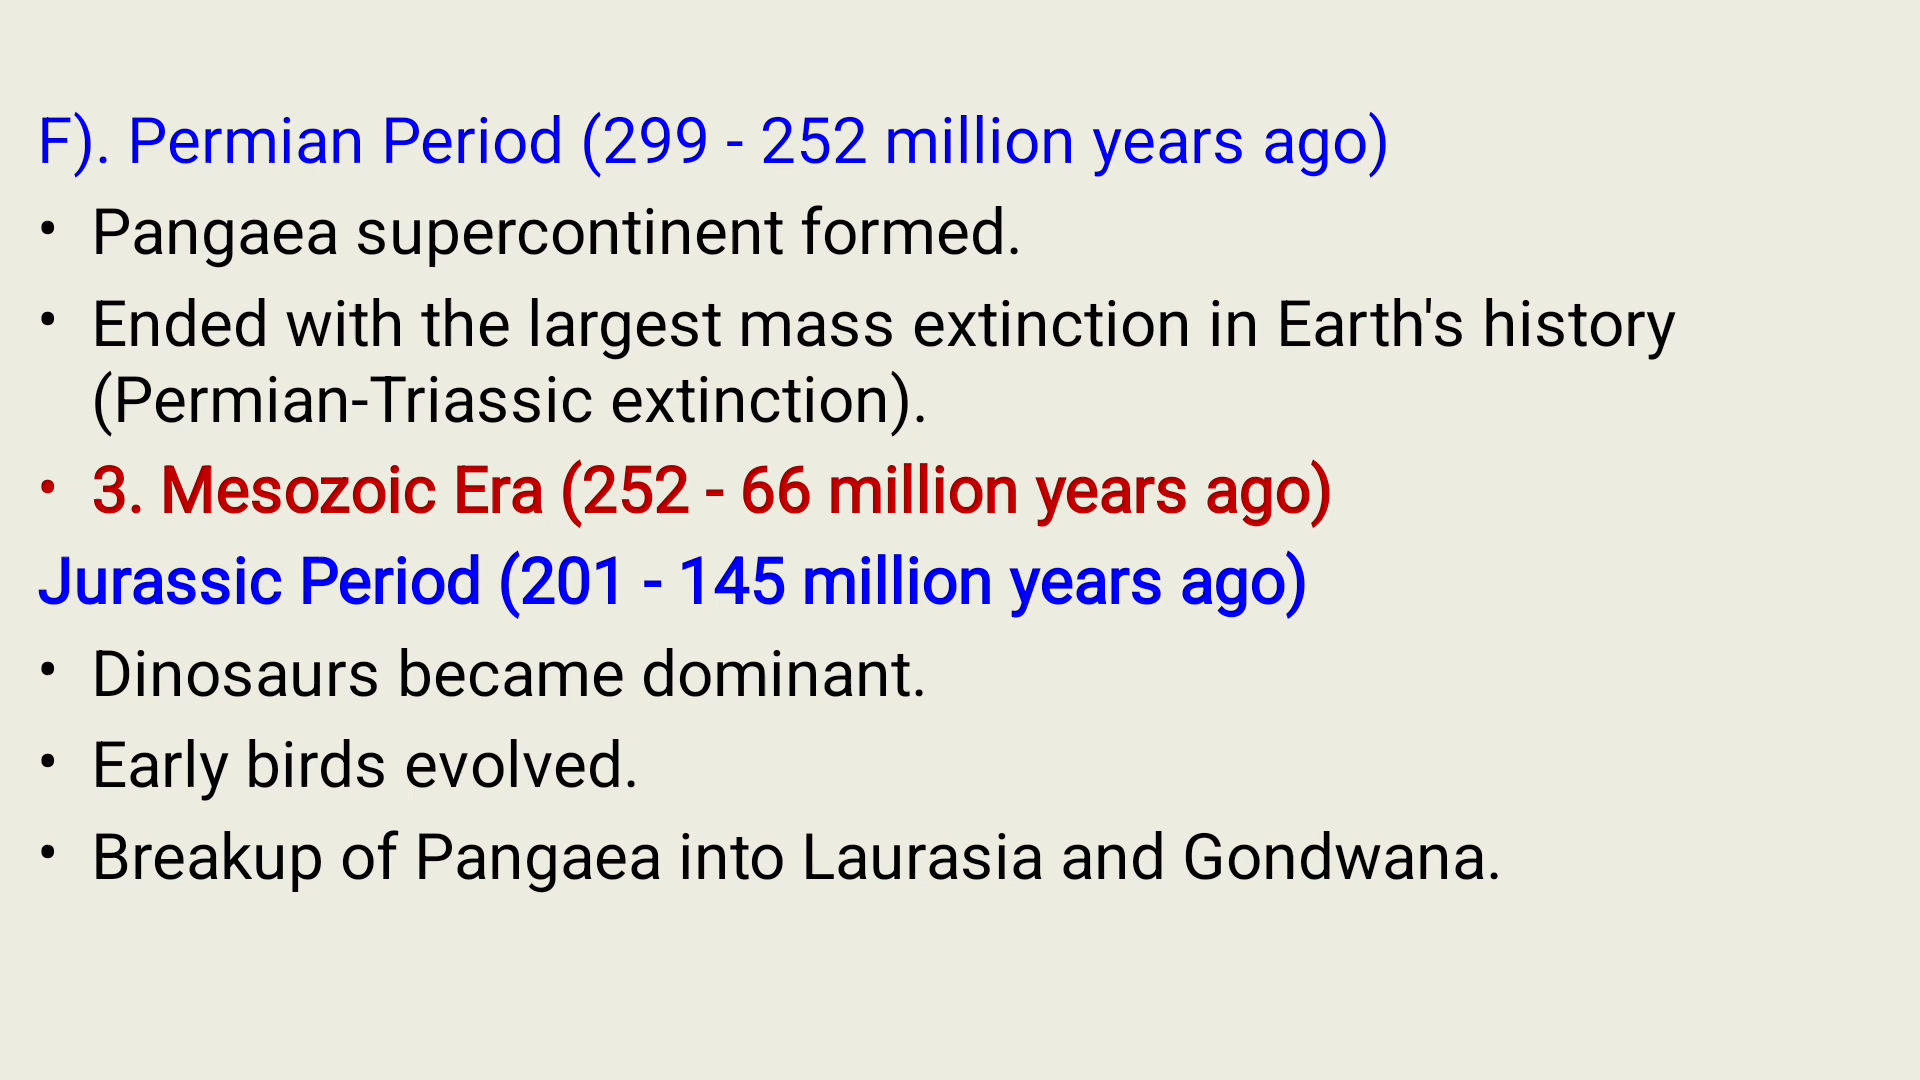 F). Permian Period (299 - 252 million years ago)
• Pangaea supercontinent formed.
• Ended with the largest mass extinction in Earth's history
(Permian-Triassic extinction).
• 3. Mesozoic Era (252 - 66 million years ago)
Jurassic Period (201 - 145 million years ago)
• Dinosaurs became dominant.
• Early birds evolved.
• Breakup of Pangaea into Laurasia and Gondwana.